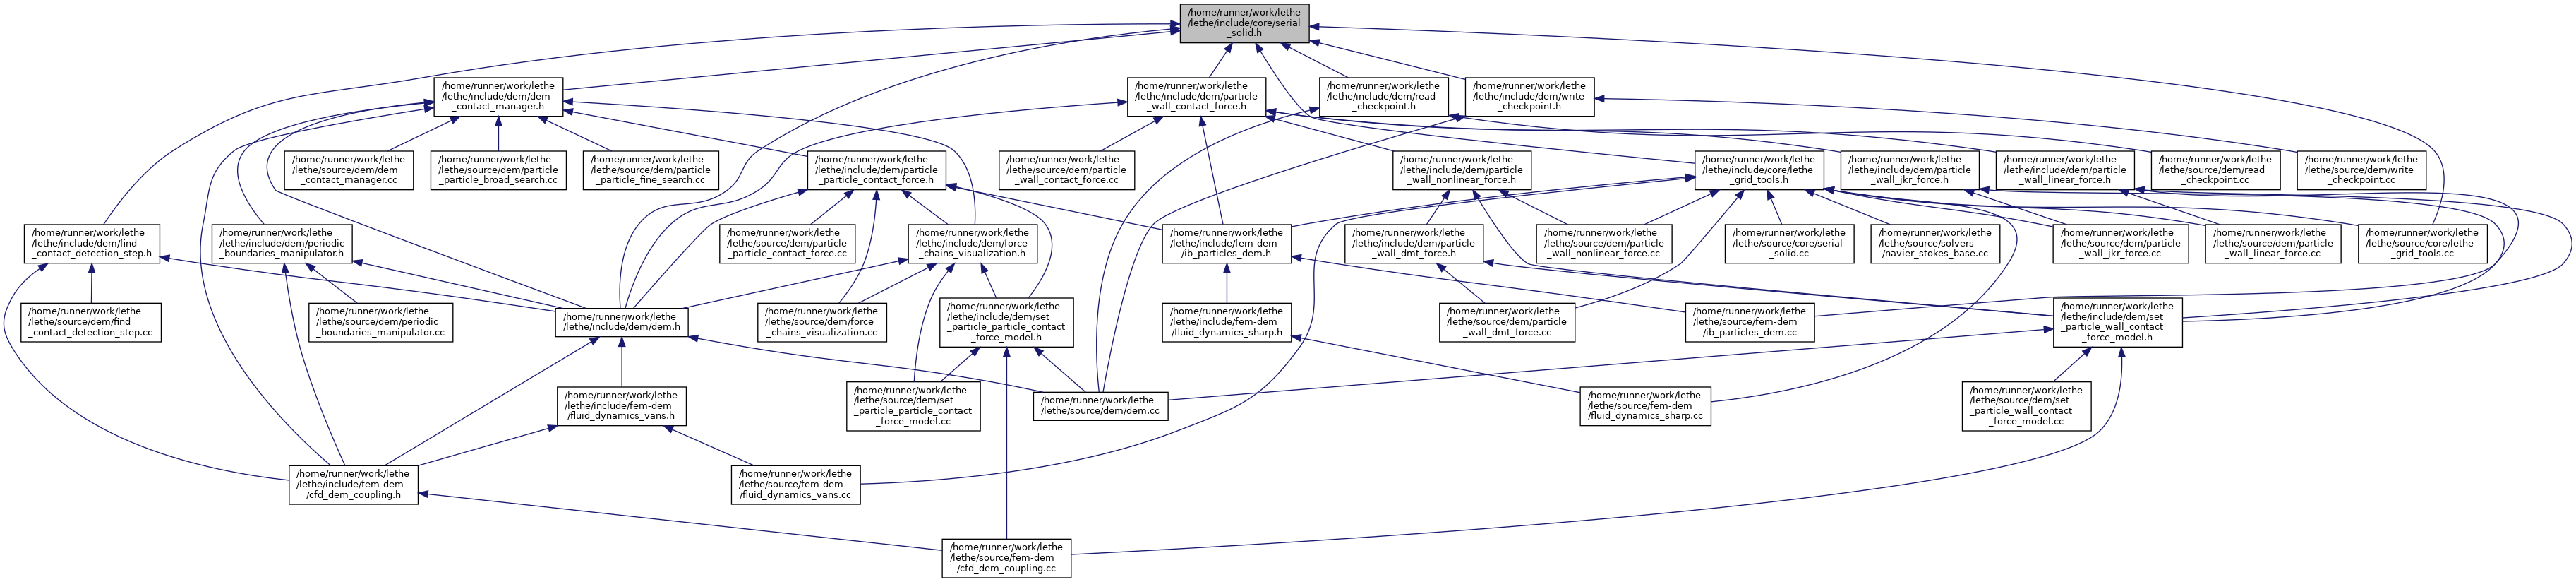 /home/runner/work/lethe
/lethe/include/core/serial
_solid.h
/home/runner/work/lethe
/lethe/include/dem/dem
_contact_manager.h
/home/runner/work/lethe
/lethe/include/dem/particle
_wall_contact_force.h
/home/runner/work/lethe
/lethe/include/dem/read
_checkpoint.h
/home/runner/work/lethe
/lethe/include/dem/write
_checkpoint.h
/home/runner/work/lethe
/lethe/source/dem/dem
_contact_manager.cc
/home/runner/work/lethe
/lethe/source/dem/particle
_particle_broad_search.cc
/home/runner/work/lethe
/lethe/source/dem/particle
_particle_fine_search.cc
/home/runner/work/lethe
/lethe/include/dem/particle
_particle_contact_force.h
/home/runner/work/lethe
/lethe/source/dem/particle
_wall_contact_force.cc
/home/runner/work/lethe
/lethe/include/dem/particle
_wall_nonlinear_force.h
/home/runner/work/lethe
/lethe/include/core/lethe
_grid_tools.h
/home/runner/work/lethe
/lethe/include/dem/particle
_wall_jkr_force.h
/home/runner/work/lethe
/lethe/include/dem/particle
_wall_linear_force.h
/home/runner/work/lethe
/lethe/source/dem/read
_checkpoint.cc
/home/runner/work/lethe
/lethe/source/dem/write
_checkpoint.cc
/home/runner/work/lethe
/lethe/include/dem/find
_contact_detection_step.h
/home/runner/work/lethe
/lethe/include/dem/periodic
_boundaries_manipulator.h
/home/runner/work/lethe
/lethe/source/dem/particle
_particle_contact_force.cc
/home/runner/work/lethe
/lethe/include/dem/force
_chains_visualization.h
/home/runner/work/lethe
/lethe/include/fem-dem
/ib_particles_dem.h
/home/runner/work/lethe
/lethe/include/dem/particle
_wall_dmt_force.h
/home/runner/work/lethe
/lethe/source/dem/particle
_wall_nonlinear_force.cc
/home/runner/work/lethe
/lethe/source/core/serial
_solid.cc
/home/runner/work/lethe
/lethe/source/solvers
/navier_stokes_base.cc
/home/runner/work/lethe
/lethe/source/dem/particle
_wall_jkr_force.cc
/home/runner/work/lethe
/lethe/source/dem/particle
_wall_linear_force.cc
/home/runner/work/lethe
/lethe/source/core/lethe
_grid_tools.cc
/home/runner/work/lethe
/lethe/source/dem/find
_contact_detection_step.cc
/home/runner/work/lethe
/lethe/source/dem/periodic
_boundaries_manipulator.cc
/home/runner/work/lethe
/lethe/include/dem/dem.h
/home/runner/work/lethe
/lethe/source/dem/force
_chains_visualization.cc
/home/runner/work/lethe
/lethe/include/dem/set
_particle_particle_contact
_force_model.h
/home/runner/work/lethe
/lethe/include/fem-dem
/fluid_dynamics_sharp.h
/home/runner/work/lethe
/lethe/source/dem/particle
_wall_dmt_force.cc
/home/runner/work/lethe
/lethe/source/fem-dem
/ib_particles_dem.cc
/home/runner/work/lethe
/lethe/include/dem/set
_particle_wall_contact
_force_model.h
/home/runner/work/lethe
/lethe/include/fem-dem
/fluid_dynamics_vans.h
/home/runner/work/lethe
/lethe/source/dem/set
_particle_particle_contact
_force_model.cc
/home/runner/work/lethe
/lethe/source/dem/dem.cc
/home/runner/work/lethe
/lethe/source/fem-dem
/fluid_dynamics_sharp.cc
/home/runner/work/lethe
/lethe/source/dem/set
_particle_wall_contact
_force_model.cc
/home/runner/work/lethe
/lethe/include/fem-dem
/cfd_dem_coupling.h
/home/runner/work/lethe
/lethe/source/fem-dem
/fluid_dynamics_vans.cc
/home/runner/work/lethe
/lethe/source/fem-dem
/cfd_dem_coupling.cc